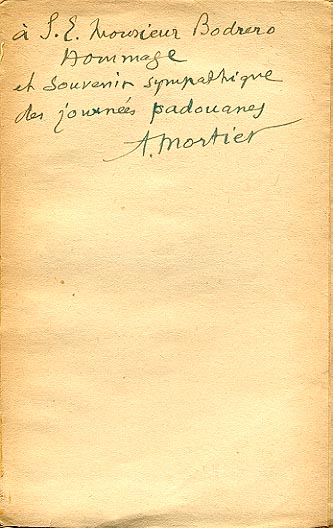 à S.E. Monsieur Bodrero
Hommage
et souvenir sympathique
des journées padouanes
A. Mortier